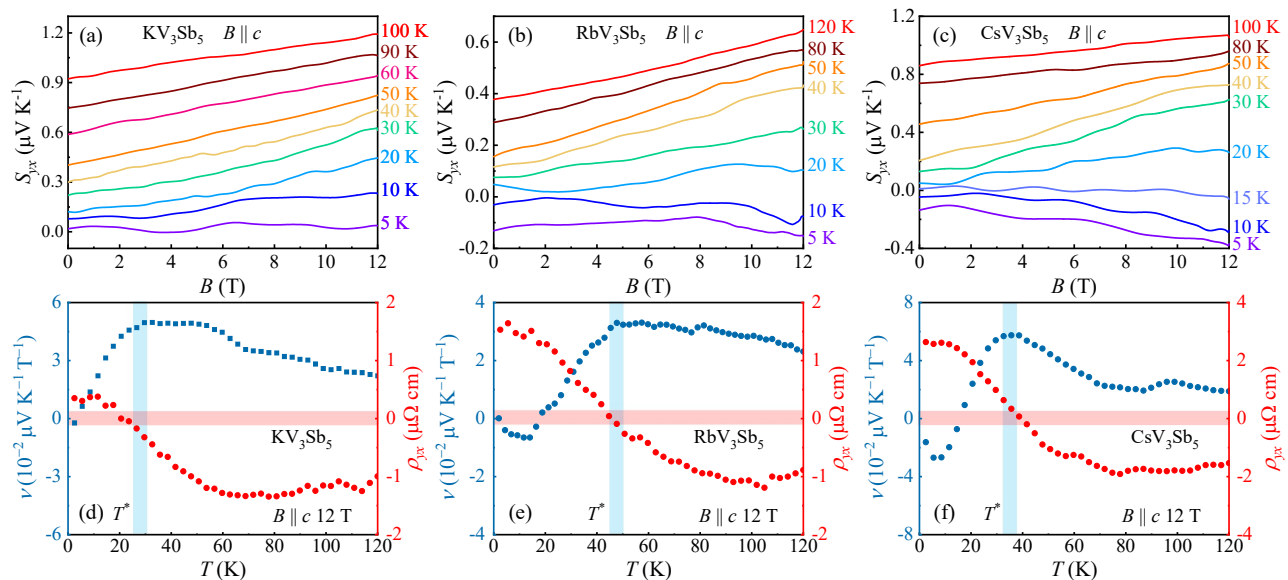 (a) KV₃Sb₅ B ∥ c
100 K
90 K
60 K
50 K
40 K
30 K
20 K
10 K
5 K
1.2
0.9
0.6
0.3
0.0
Syx (μV K⁻¹)
0 2 4 6 8 10 12
B (T)
(b) RbV₃Sb₅ B ∥ c
120 K
80 K
50 K
40 K
30 K
20 K
10 K
5 K
0.6
0.4
0.2
0.0
-0.2
Syx (μV K⁻¹)
0 2 4 6 8 10 12
B (T)
(c) CsV₃Sb₅ B ∥ c
100 K
80 K
50 K
40 K
30 K
20 K
15 K
10 K
5 K
1.2
0.8
0.4
0.0
-0.4
Syx (μV K⁻¹)
0 2 4 6 8 10 12
B (T)
6
3
0
-3
-6
ν (10⁻² μV K⁻¹ T⁻¹)
KV₃Sb₅
(d) T* B ∥ c 12 T
2
1
0
-1
-2
ρyx (μΩ cm)
0 20 40 60 80 100 120
T (K)
4
2
0
-2
-4
ν (10⁻² μV K⁻¹ T⁻¹)
RbV₃Sb₅
(e) T* B ∥ c 12 T
2
1
0
-1
-2
ρyx (μΩ cm)
0 20 40 60 80 100 120
T (K)
8
4
0
-4
-8
ν (10⁻² μV K⁻¹ T⁻¹)
CsV₃Sb₅
(f) T* B ∥ c 12 T
4
2
0
-2
-4
ρyx (μΩ cm)
0 20 40 60 80 100 120
T (K)